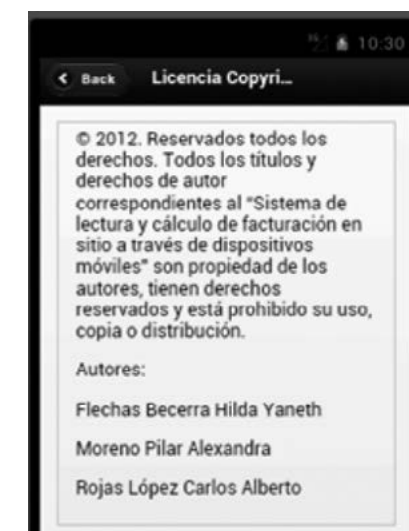 10:30
Back Licencia Copyri...
© 2012. Reservados todos los
derechos. Todos los títulos y
derechos de autor
correspondientes al "Sistema de
lectura y cálculo de facturación en
sitio a través de dispositivos
móviles" son propiedad de los
autores, tienen derechos
reservados y está prohibido su uso,
copia o distribución.
Autores:
Flechas Becerra Hilda Yaneth
Moreno Pilar Alexandra
Rojas López Carlos Alberto